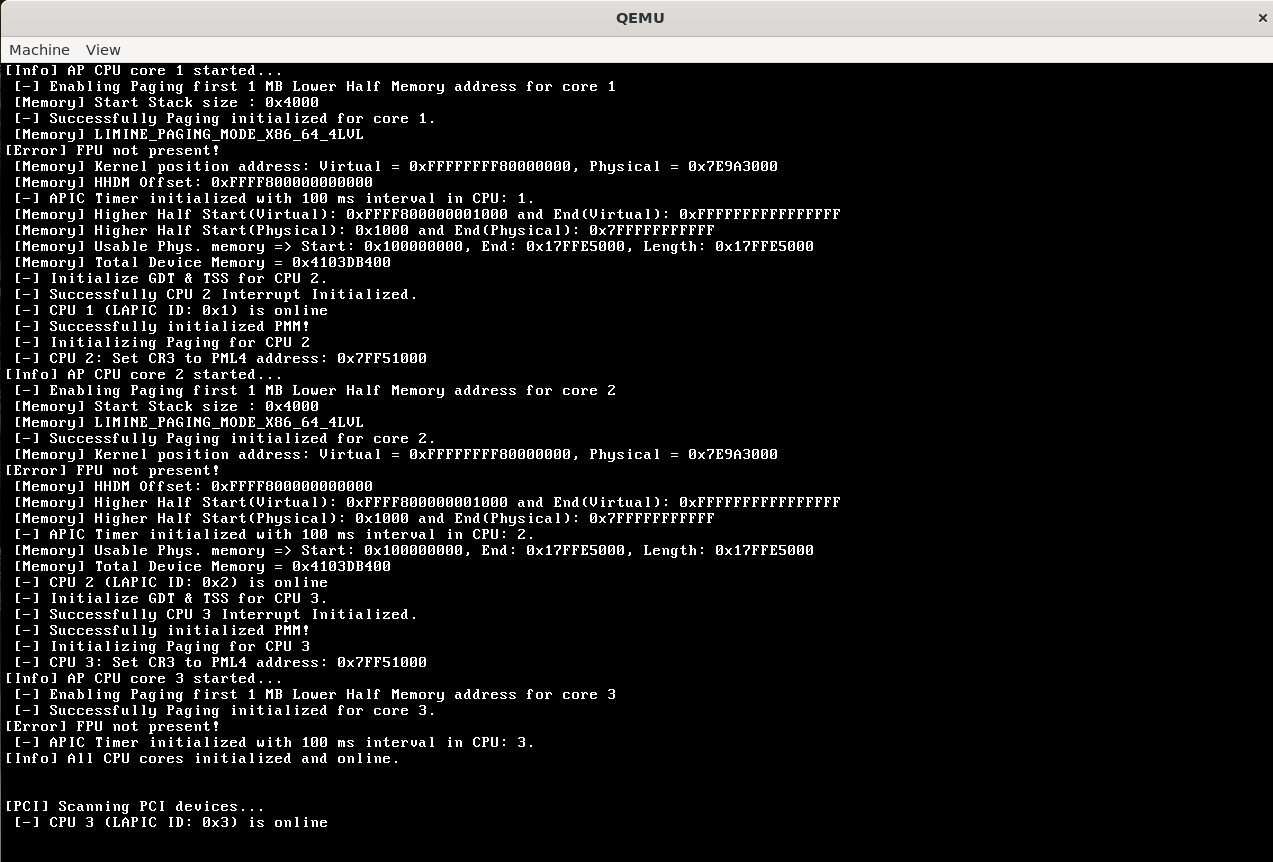 QEMU
×
Machine View
[Info] AP CPU core 1 started...
[-] Enabling Paging first 1 MB Lower Half Memory address for core 1
[Memory] Start Stack size : 0x4000
[-] Successfully Paging initialized for core 1.
[Memory] LIMINE_PAGING_MODE_X86_64_4LVL
[Error] FPU not present!
[Memory] Kernel position address: Virtual = 0xFFFFFFFF80000000, Physical = 0x7E9A3000
[Memory] HHDM Offset: 0xFFFF800000000000
[-] APIC Timer initialized with 100 ms interval in CPU: 1.
[Memory] Higher Half Start(Virtual): 0xFFFF800000001000 and End(Virtual): 0xFFFFFFFFFFFFFFFF
[Memory] Higher Half Start(Physical): 0x1000 and End(Physical): 0x7FFFFFFFFFFF
[Memory] Usable Phys. memory => Start: 0x100000000, End: 0x17FFE5000, Length: 0x17FFE5000
[Memory] Total Device Memory = 0x4103DB400
[-] Initialize GDT & TSS for CPU 2.
[-] Successfully CPU 2 Interrupt Initialized.
[-] CPU 1 (LAPIC ID: 0x1) is online
[-] Successfully initialized PMM!
[-] Initializing Paging for CPU 2
[-] CPU 2: Set CR3 to PML4 address: 0x7FF51000
[Info] AP CPU core 2 started...
[-] Enabling Paging first 1 MB Lower Half Memory address for core 2
[Memory] Start Stack size : 0x4000
[Memory] LIMINE_PAGING_MODE_X86_64_4LVL
[-] Successfully Paging initialized for core 2.
[Memory] Kernel position address: Virtual = 0xFFFFFFFF80000000, Physical = 0x7E9A3000
[Error] FPU not present!
[Memory] HHDM Offset: 0xFFFF800000000000
[Memory] Higher Half Start(Virtual): 0xFFFF800000001000 and End(Virtual): 0xFFFFFFFFFFFFFFFF
[Memory] Higher Half Start(Physical): 0x1000 and End(Physical): 0x7FFFFFFFFFFF
[-] APIC Timer initialized with 100 ms interval in CPU: 2.
[Memory] Usable Phys. memory => Start: 0x100000000, End: 0x17FFE5000, Length: 0x17FFE5000
[Memory] Total Device Memory = 0x4103DB400
[-] CPU 2 (LAPIC ID: 0x2) is online
[-] Initialize GDT & TSS for CPU 3.
[-] Successfully CPU 3 Interrupt Initialized.
[-] Successfully initialized PMM!
[-] Initializing Paging for CPU 3
[-] CPU 3: Set CR3 to PML4 address: 0x7FF51000
[Info] AP CPU core 3 started...
[-] Enabling Paging first 1 MB Lower Half Memory address for core 3
[-] Successfully Paging initialized for core 3.
[Error] FPU not present!
[-] APIC Timer initialized with 100 ms interval in CPU: 3.
[Info] All CPU cores initialized and online.
[PCI] Scanning PCI devices...
[-] CPU 3 (LAPIC ID: 0x3) is online